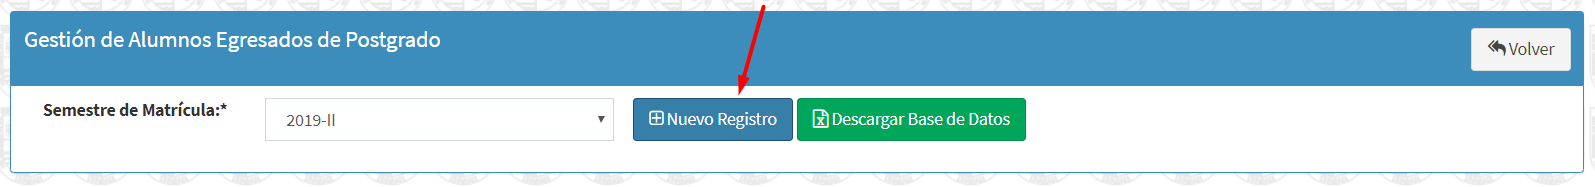 Gestión de Alumnos Egresados de Postgrado
Volver
Semestre de Matrícula:*
2019-II
Nuevo Registro
Descargar Base de Datos